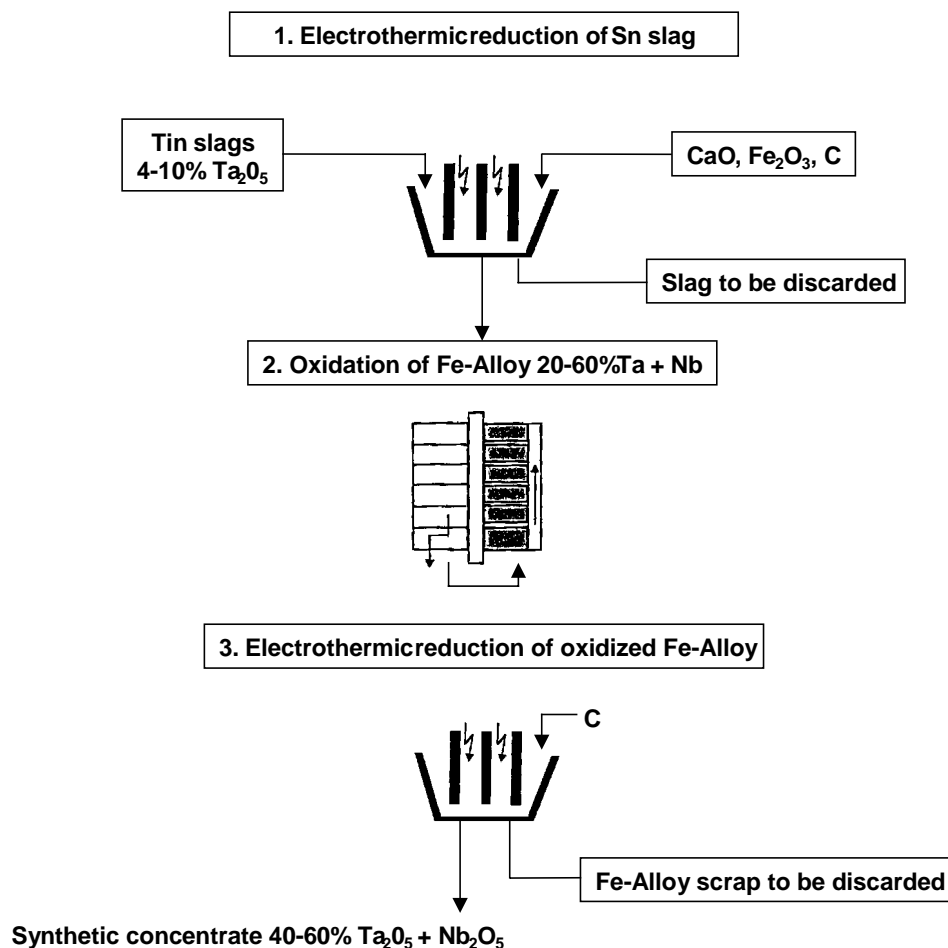 1. Electrothermicreduction of Sn slag
Tin slags
4-10% Ta₂0₅
CaO, Fe₂O₃, C
Slag to be discarded
2. Oxidation of Fe-Alloy 20-60%Ta + Nb
3. Electrothermicreduction of oxidized Fe-Alloy
C
Fe-Alloy scrap to be discarded
Synthetic concentrate 40-60% Ta₂0₅ + Nb₂O₅